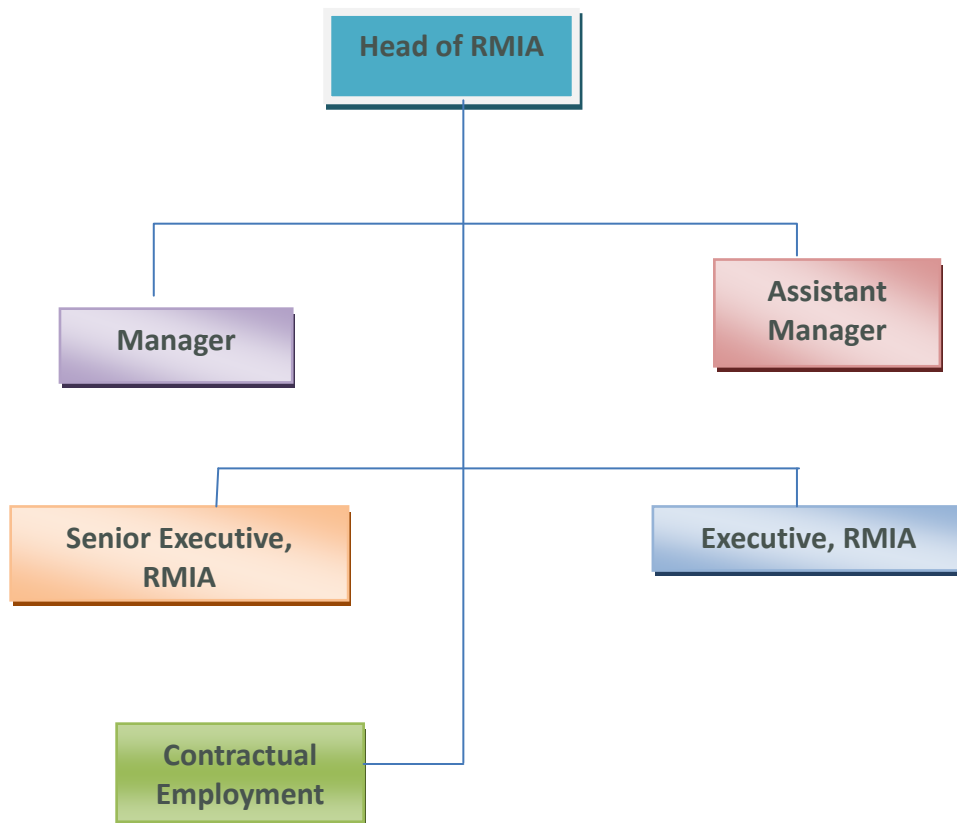 Head of RMIA
Manager
Assistant
Manager
Senior Executive,
RMIA
Executive, RMIA
Contractual
Employment